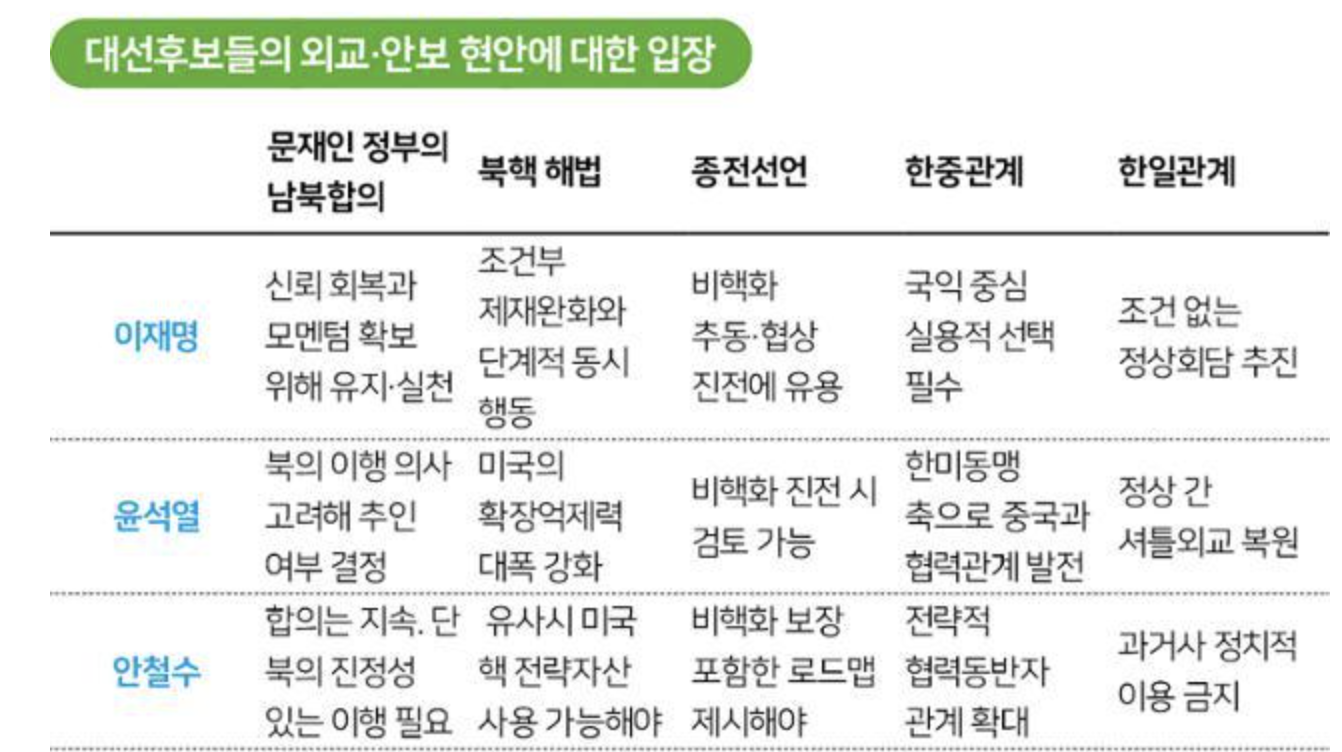 대선후보들의 외교·안보 현안에 대한 입장
문재인 정부의
남북합의
북핵 해법
종전선언
한중관계
한일관계
이재명
신뢰 회복과
모멘텀 확보
위해 유지·실천
조건부
제재완화와
단계적 동시
행동
비핵화
추동·협상
진전에 유용
국익 중심
실용적 선택
필수
조건 없는
정상회담 추진
윤석열
북의 이행 의사
고려해 추인
여부 결정
미국의
확장억제력
대폭 강화
비핵화 진전 시
검토 가능
한미동맹
축으로 중국과
협력관계 발전
정상 간
셔틀외교 복원
안철수
합의는 지속. 단
북의 진정성
있는 이행 필요
유사시 미국
핵 전략자산
사용 가능해야
비핵화 보장
포함한 로드맵
제시해야
전략적
협력동반자
관계 확대
과거사 정치적
이용 금지